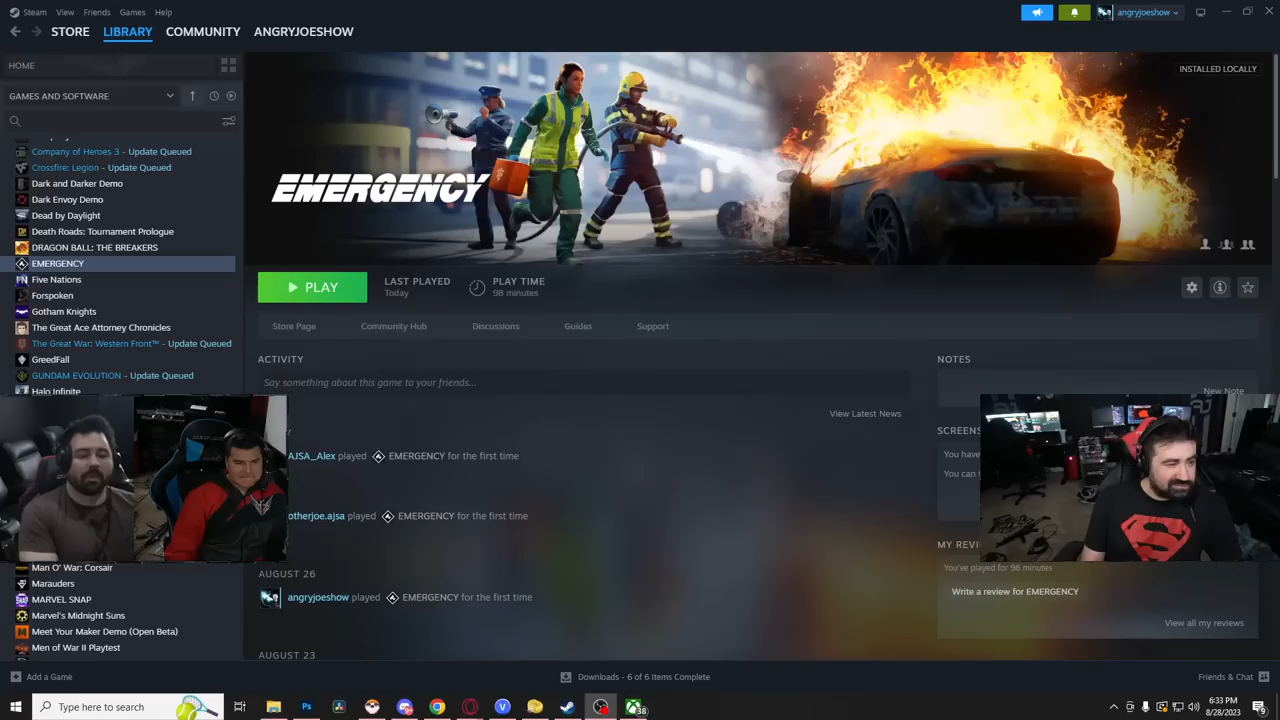 Steam View Friends Games Help
angryjoeshow
STORE LIBRARY COMMUNITY ANGRYJOESHOW
HOME
INSTALLED LOCALLY
GAMES AND SOFTWARE
Company of Heroes 3 - Update Queued
Crossfire: Legion - Update Queued
Dark and Darker Demo
Dark Envoy Demo
Dead by Daylight
Death Roads: Tournament Prologue
DRAGON BALL: THE BREAKERS
EMERGENCY
Five Nations
Forspoken
Gotham Knights
The Great Ace Attorney Chronicles
The Great War: Western Front™ - Update Queued
GreedFall
GUNDAM EVOLUTION - Update Queued
Halo Infinite
Man O' War: Corsair
Marauders
MARVEL SNAP
Marvel's Midnight Suns
Meet Your Maker Demo (Open Beta)
Men of War II Playtest
EMERGENCY
PLAY
LAST PLAYED
Today
PLAY TIME
98 minutes
Store Page Community Hub Discussions Guides Support
ACTIVITY
Say something about this game to your friends...
View Latest News
AJSA_Alex played EMERGENCY for the first time
otherjoe.ajsa played EMERGENCY for the first time
AUGUST 26
angryjoeshow played EMERGENCY for the first time
AUGUST 23
NOTES
New Note
SCREENS
You have
You can
MY REVI
You've played for 98 minutes
Write a review for EMERGENCY
View all my reviews
Add a Game
Downloads - 6 of 6 Items Complete
Friends & Chat
Type here to search
38
6:33 PM
8/28/2023